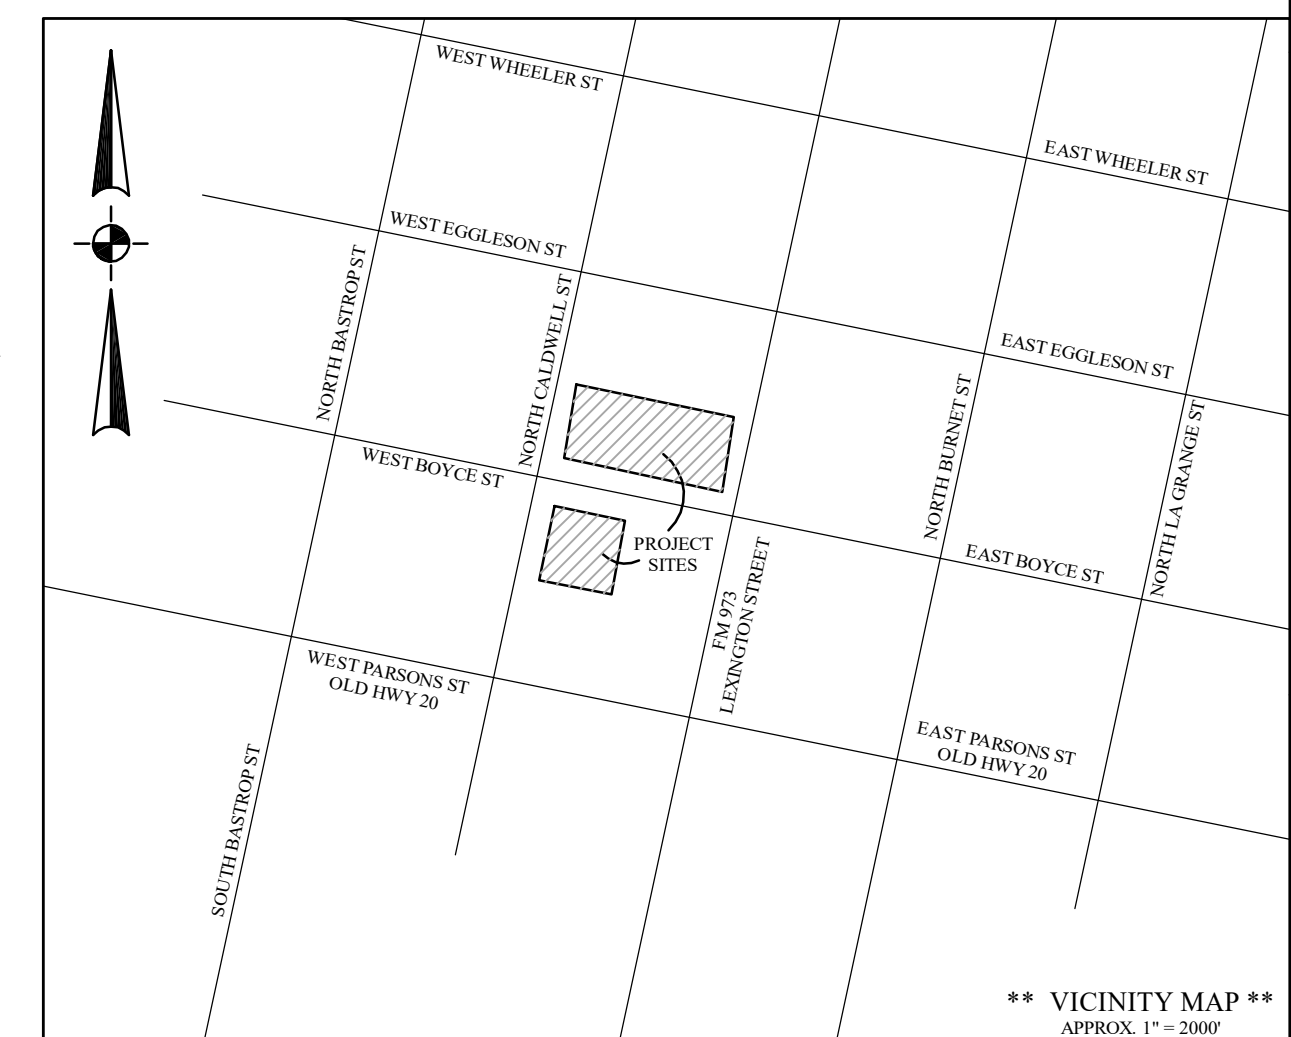 WEST WHEELER ST
EAST WHEELER ST
WEST EGGLESON ST
NORTH BASTROP ST
NORTH CALDWELL ST
EAST EGGLESON ST
NORTH BURNET ST
NORTH LA GRANGE ST
WEST BOYCE ST
PROJECT
SITES
EAST BOYCE ST
FM 973
LEXINGTON STREET
WEST PARSONS ST
OLD HWY 20
EAST PARSONS ST
OLD HWY 20
SOUTH BASTROP ST
** VICINITY MAP **
APPROX. 1" = 2000'